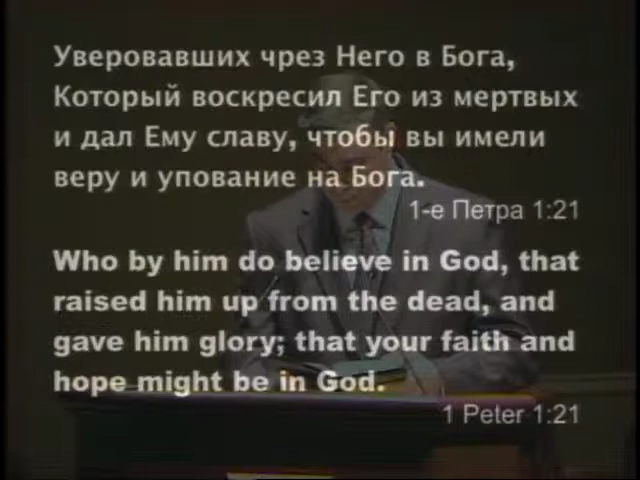 Уверовавших чрез Него в Бога,
Который воскресил Его из мертвых
и дал Ему славу, чтобы вы имели
веру и упование на Бога.
1-е Петра 1:21
Who by him do believe in God, that
raised him up from the dead, and
gave him glory; that your faith and
hope might be in God.
1 Peter 1:21